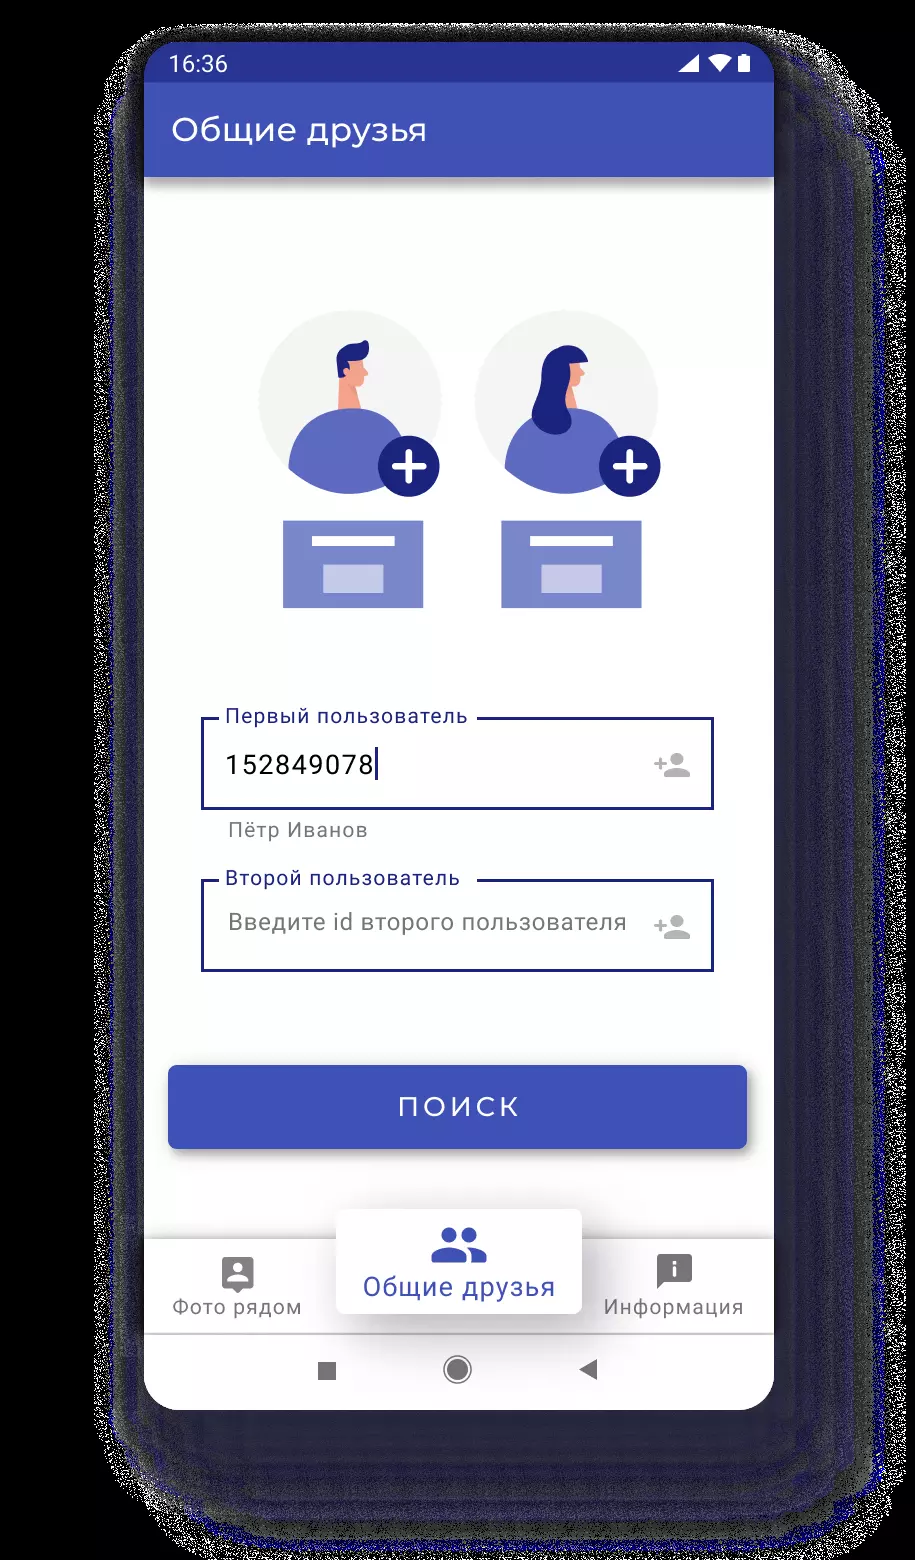 16:36
Общие друзья
Первый пользователь
152849078
Пётр Иванов
Второй пользователь
Введите id второго пользователя
ПОИСК
Фото рядом
Общие друзья
Информация